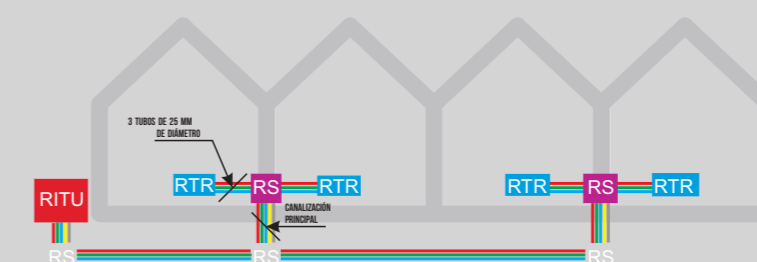 3 TUBOS DE 25 MM
DE DIÁMETRO
RTR
RS
RTR
RTR
RS
RTR
RITU
CANALIZACIÓN
PRINCIPAL
RS
RS
RS